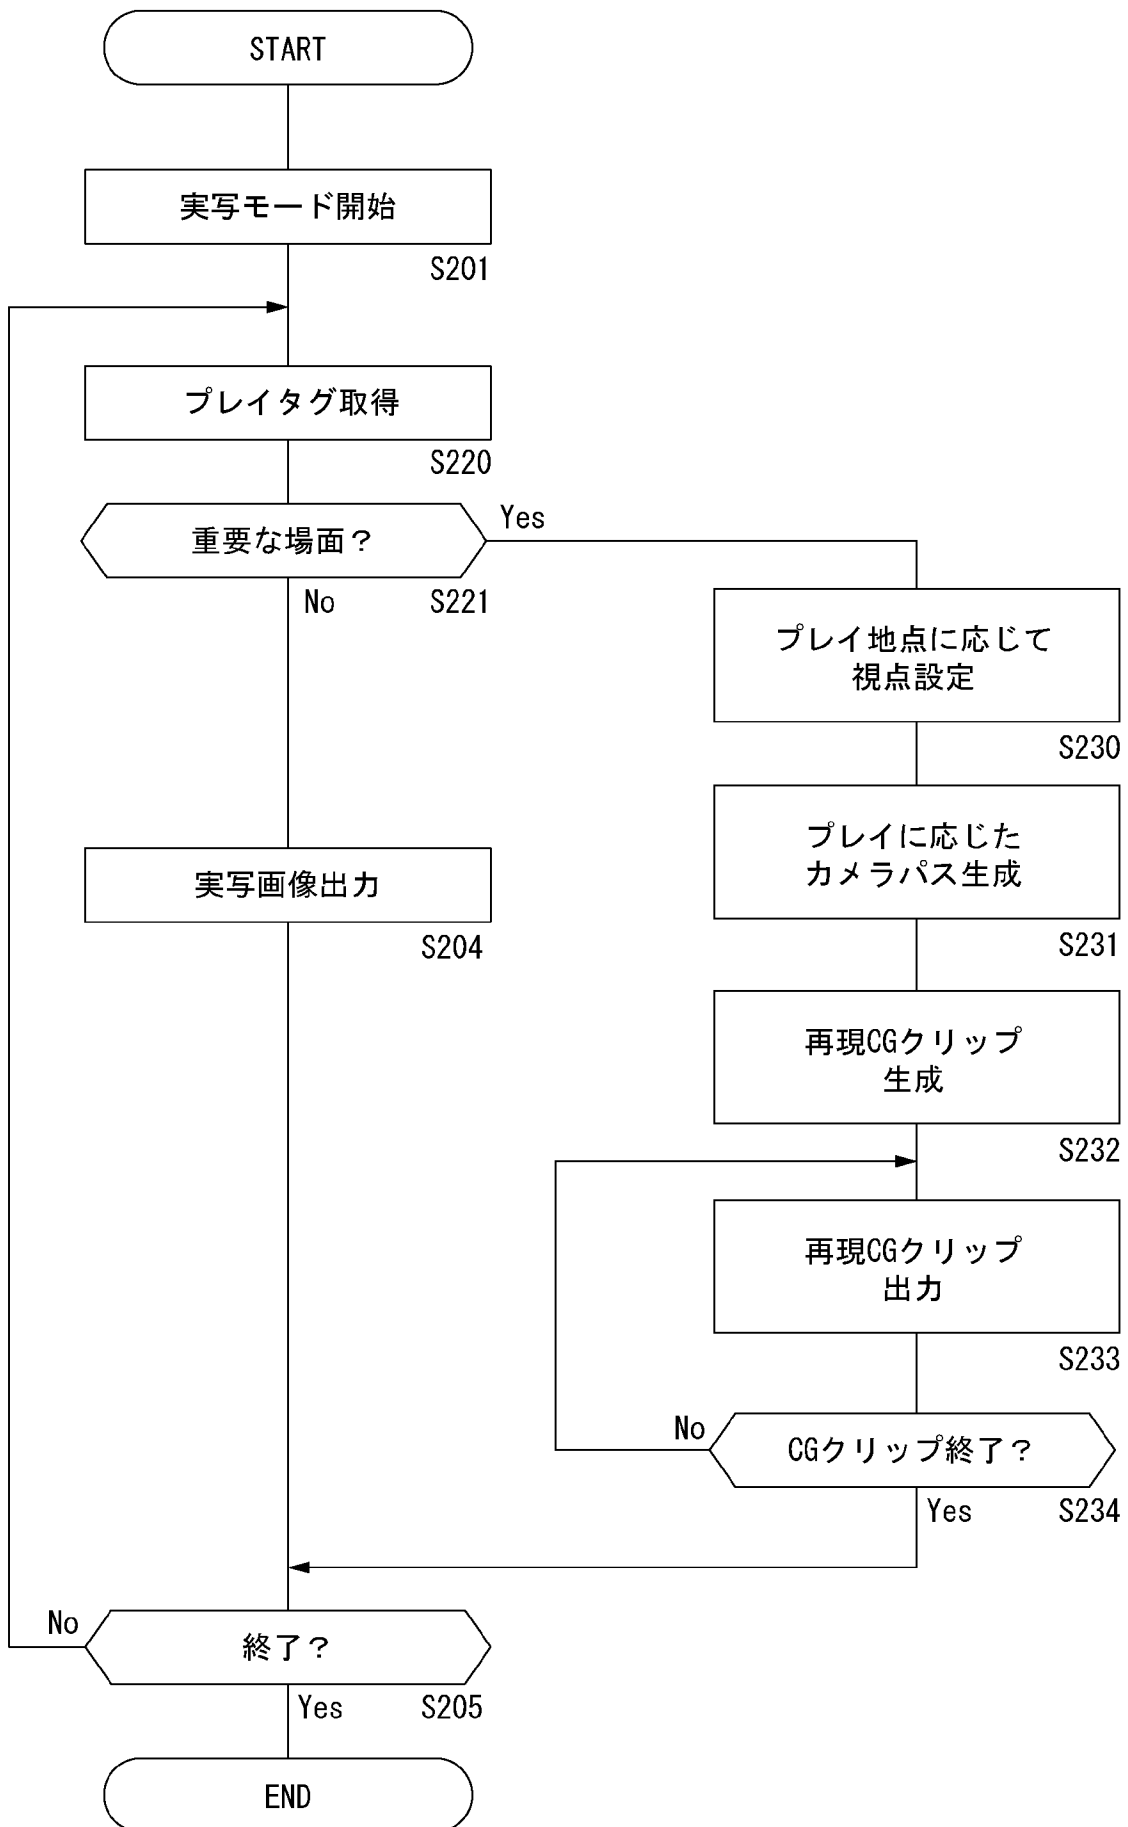 START
実写モード開始
S201
プレイタグ取得
S220
重要な場面？
Yes
No
S221
プレイ地点に応じて
視点設定
S230
プレイに応じた
カメラパス生成
S231
実写画像出力
S204
再現CGクリップ
生成
S232
再現CGクリップ
出力
S233
No
CGクリップ終了？
Yes
S234
No
終了？
Yes
S205
END